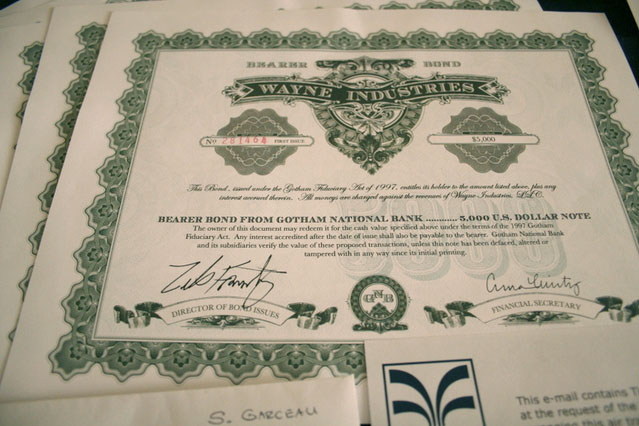 BEARER BOND
WAYNE INDUSTRIES
No 281464 FIRST ISSUE
$5,000
This Bond, issued under the Gotham Fiduciary Act of 1997, entitles its holder to the amount listed above, plus any
interest accrued therein. All moneys are charged against the revenues of Wayne Industries, LLC.
BEARER BOND FROM GOTHAM NATIONAL BANK ............ 5,000 U.S. DOLLAR NOTE
The owner of this document may redeem it for the cash value specified above under the terms of the 1997 Gotham
Fiduciary Act. Any interest accredited after the date of issue shall also be payable to the bearer. Gotham National Bank
and its subsidiaries verify the value of these proposed transactions, unless this note has been defaced, altered or
tampered with in any way since its initial printing.
DIRECTOR OF BOND ISSUES
GNB
FINANCIAL SECRETARY
S. GARCEAU
This e-mail contains
at the request of the
this air